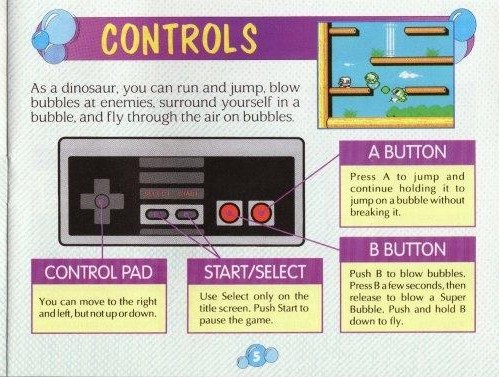 CONTROLS
As a dinosaur, you can run and jump, blow
bubbles at enemies, surround yourself in a
bubble, and fly through the air on bubbles.
SELECT START
A BUTTON
Press A to jump and
continue holding it to
jump on a bubble without
breaking it.
CONTROL PAD
You can move to the right
and left, but not up or down.
START/SELECT
Use Select only on the
title screen. Push Start to
pause the game.
B BUTTON
Push B to blow bubbles.
Press B a few seconds, then
release to blow a Super
Bubble. Push and hold B
down to fly.
5